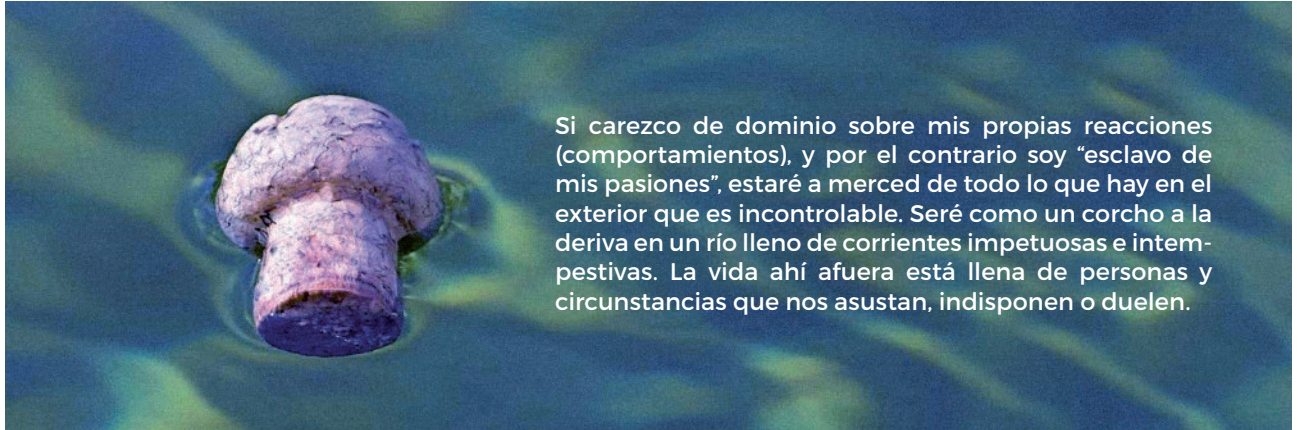 Si carezco de dominio sobre mis propias reacciones
(comportamientos), y por el contrario soy “esclavo de
mis pasiones”, estaré a merced de todo lo que hay en el
exterior que es incontrolable. Seré como un corcho a la
deriva en un río lleno de corrientes impetuosas e intem-
pestivas. La vida ahí afuera está llena de personas y
circunstancias que nos asustan, indisponen o duelen.